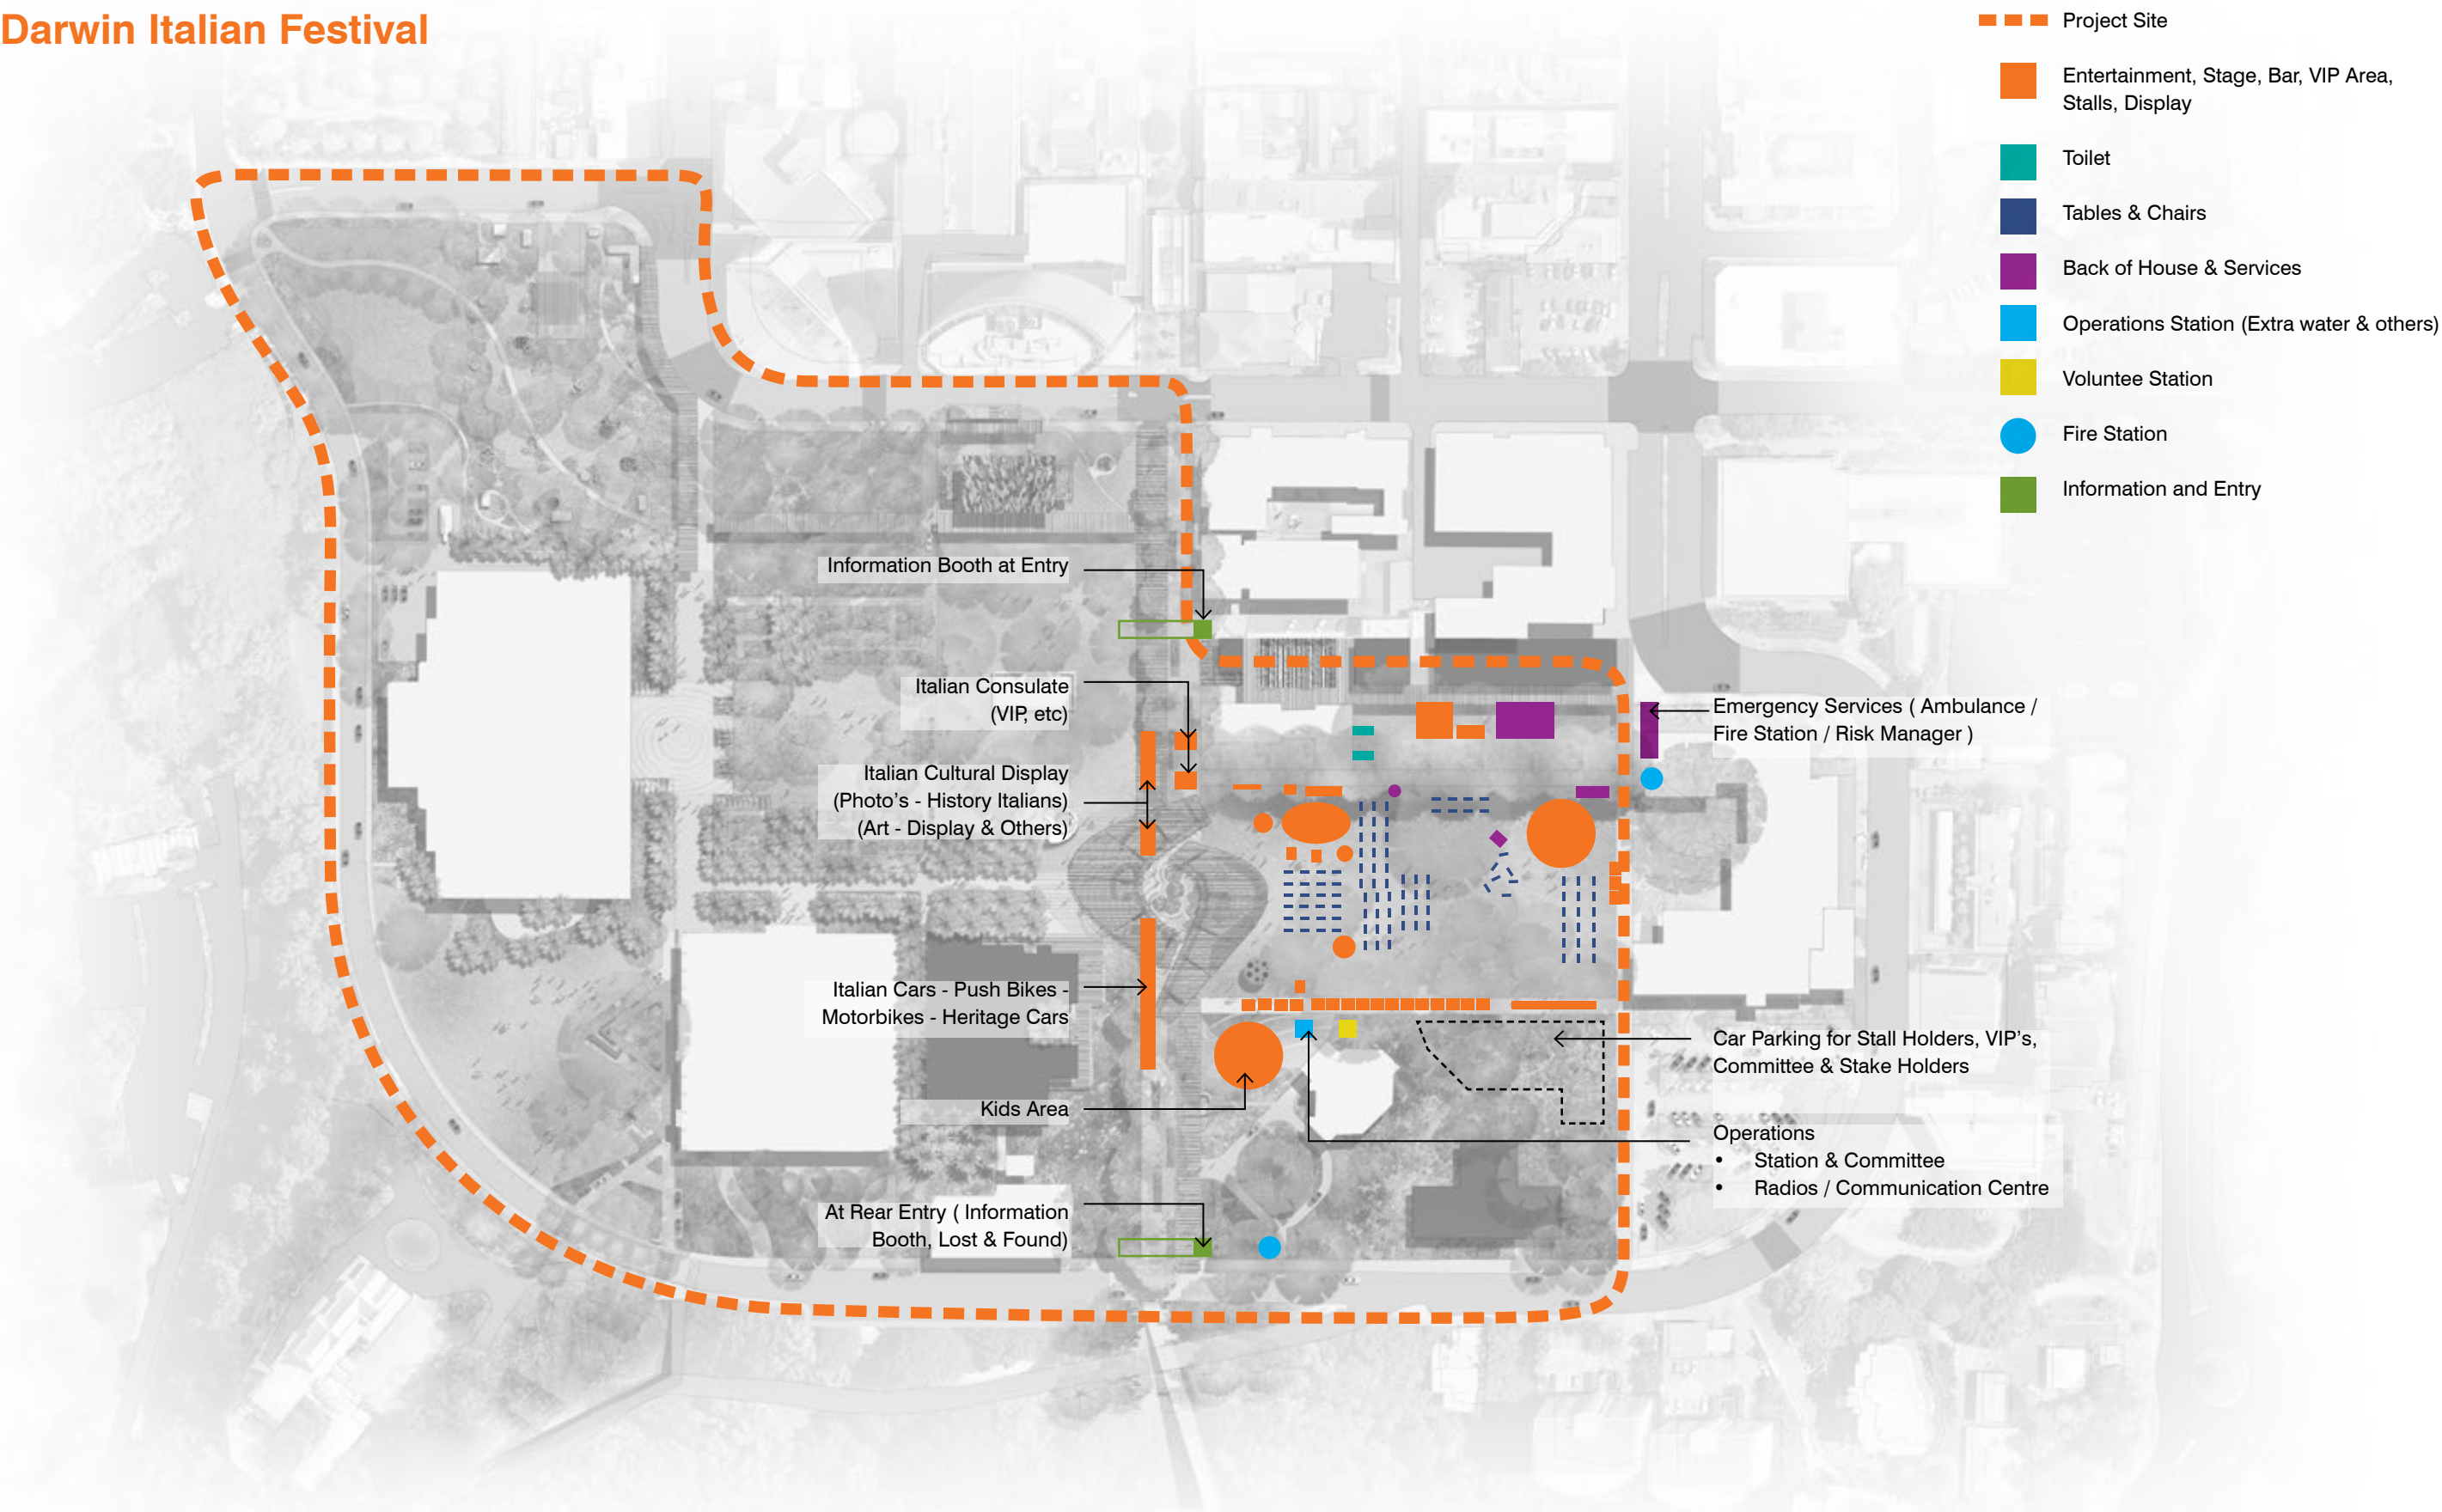 Darwin Italian Festival
Project Site
Entertainment, Stage, Bar, VIP Area,
Stalls, Display
Toilet
Tables & Chairs
Back of House & Services
Operations Station (Extra water & others)
Voluntee Station
Fire Station
Information and Entry
Information Booth at Entry
Italian Consulate
(VIP, etc)
Italian Cultural Display
(Photo's - History Italians)
(Art - Display & Others)
Italian Cars - Push Bikes -
Motorbikes - Heritage Cars
Kids Area
At Rear Entry ( Information
Booth, Lost & Found)
Emergency Services ( Ambulance /
Fire Station / Risk Manager )
Car Parking for Stall Holders, VIP's,
Committee & Stake Holders
Operations
• Station & Committee
• Radios / Communication Centre